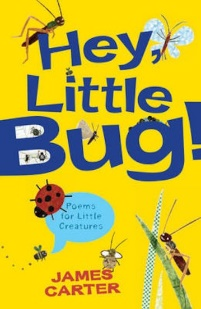 Hey,
Little
Bug!
Poems
for Little
Creatures
JAMES
CARTER